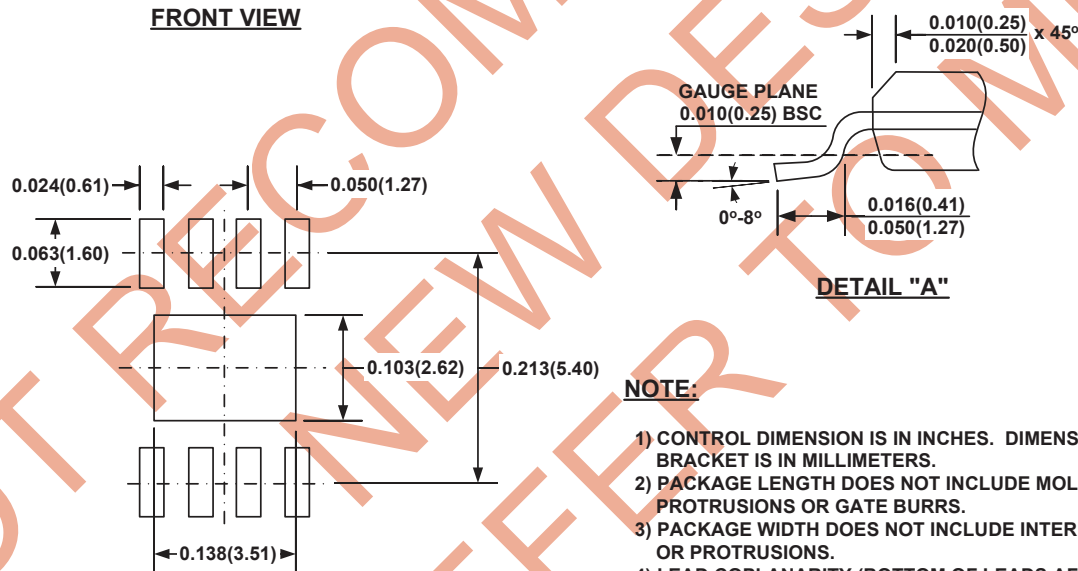 FRONT VIEW
0.024(0.61)
0.050(1.27)
0.063(1.60)
0.103(2.62)
0.213(5.40)
0.138(3.51)
0.010(0.25)
0.020(0.50) x 45º
GAUGE PLANE
0.010(0.25) BSC
0º-8º
0.016(0.41)
0.050(1.27)
DETAIL "A"
NOTE:
1) CONTROL DIMENSION IS IN INCHES. DIMENS
BRACKET IS IN MILLIMETERS.
2) PACKAGE LENGTH DOES NOT INCLUDE MOL
PROTRUSIONS OR GATE BURRS.
3) PACKAGE WIDTH DOES NOT INCLUDE INTER
OR PROTRUSIONS.